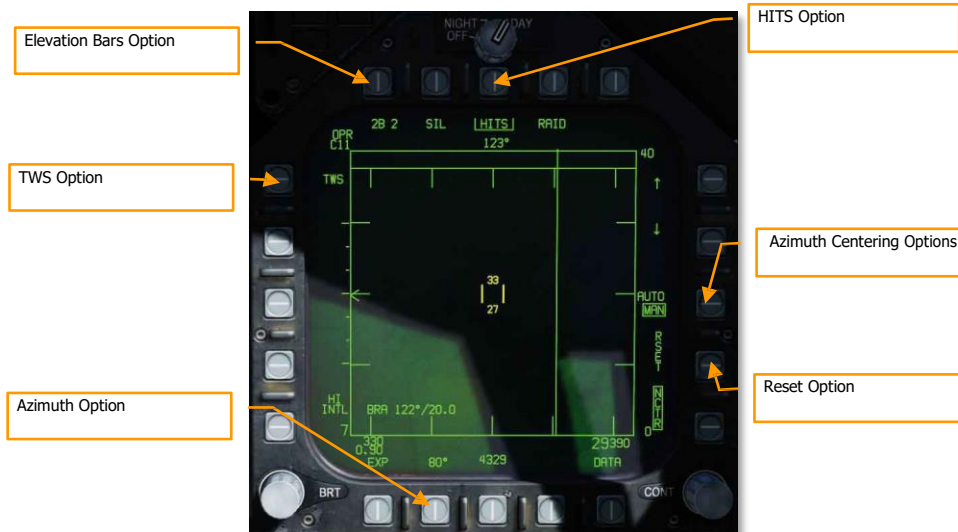 HITS Option
NIGHT DAY
OFF
Elevation Bars Option
2B 2 SIL HITS RAID
OPR
C11
123°
40
TWS Option
TWS
Azimuth Centering Options
33
27
AUTO
MAN
RSET
Reset Option
Azimuth Option
HI
INTL
BRA 122°/20.0
NCTR
7
0
330
0.90
29390
EXP 80° 4329 DATA
BRT
CONT